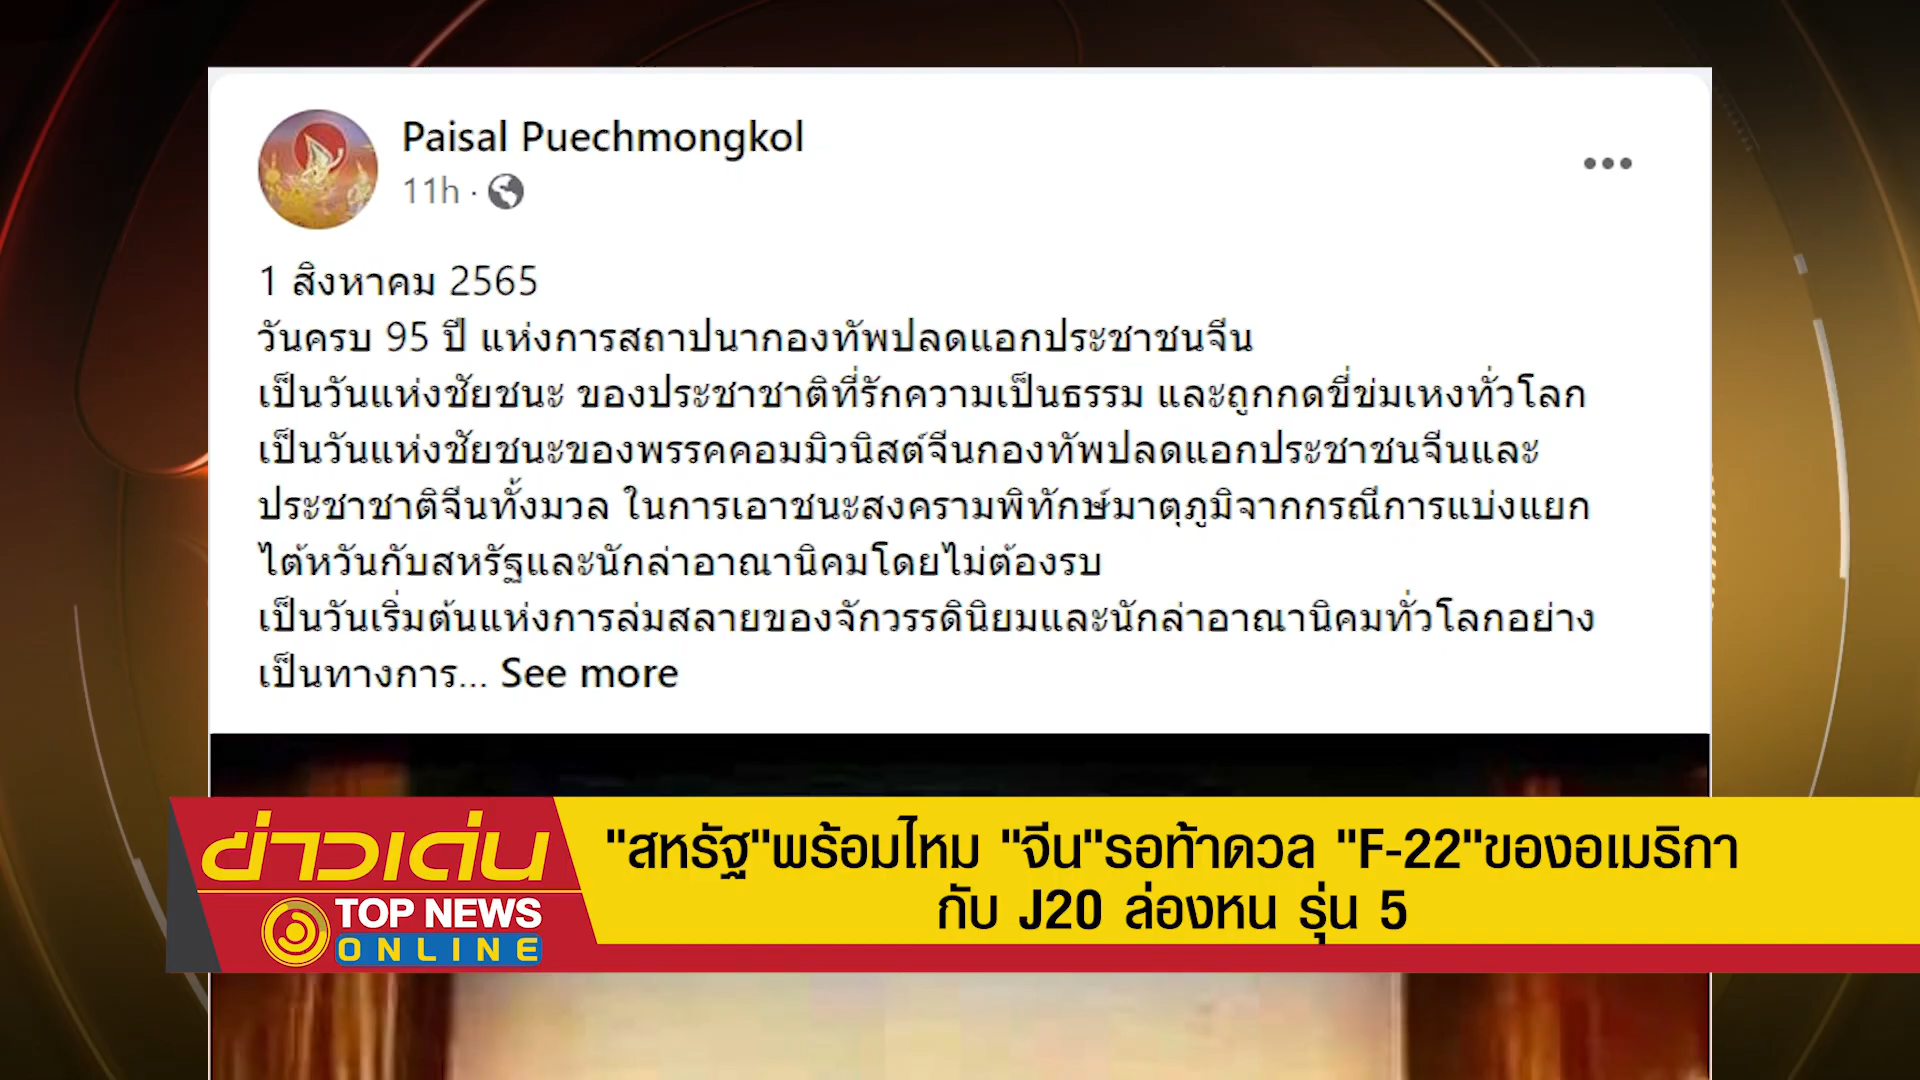 Paisal Puechmongkol
11h ·
1 สิงหาคม 2565
วันครบ 95 ปี แห่งการสถาปนากองทัพปลดแอกประชาชนจีน
เป็นวันแห่งชัยชนะ ของประชาชาติที่รักความเป็นธรรม และถูกกดขี่ข่มเหงทั่วโลก
เป็นวันแห่งชัยชนะของพรรคคอมมิวนิสต์จีนกองทัพปลดแอกประชาชนจีนและ
ประชาชาติจีนทั้งมวล ในการเอาชนะสงครามพิทักษ์มาตุภูมิจากกรณีการแบ่งแยก
ไต้หวันกับสหรัฐและนักล่าอาณานิคมโดยไม่ต้องรบ
เป็นวันเริ่มต้นแห่งการล่มสลายของจักวรรดินิยมและนักล่าอาณานิคมทั่วโลกอย่าง
เป็นทางการ... See more
ข่าวเด่น
TOP NEWS
ONLINE
"สหรัฐ"พร้อมไหม "จีน"รอท้าดวล "F-22"ของอเมริกา
กับ J20 ล่องหน รุ่น 5